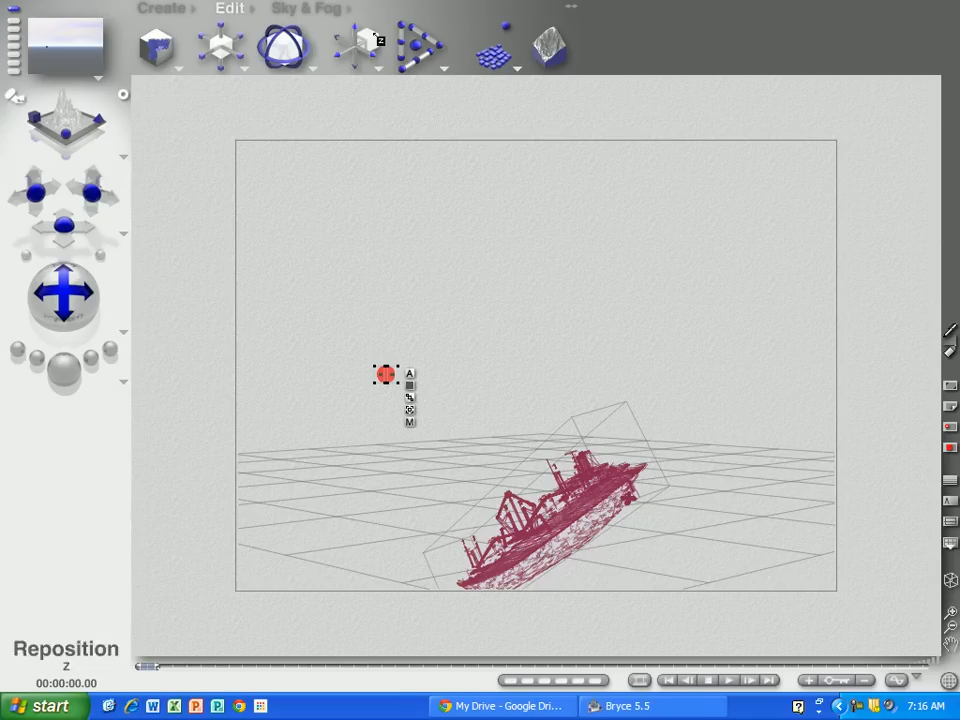 Create
Edit
Sky & Fog
Z
A
M
Reposition
Z
00:00:00.00
start
My Drive - Google Dri...
Bryce 5.5
7:16 AM